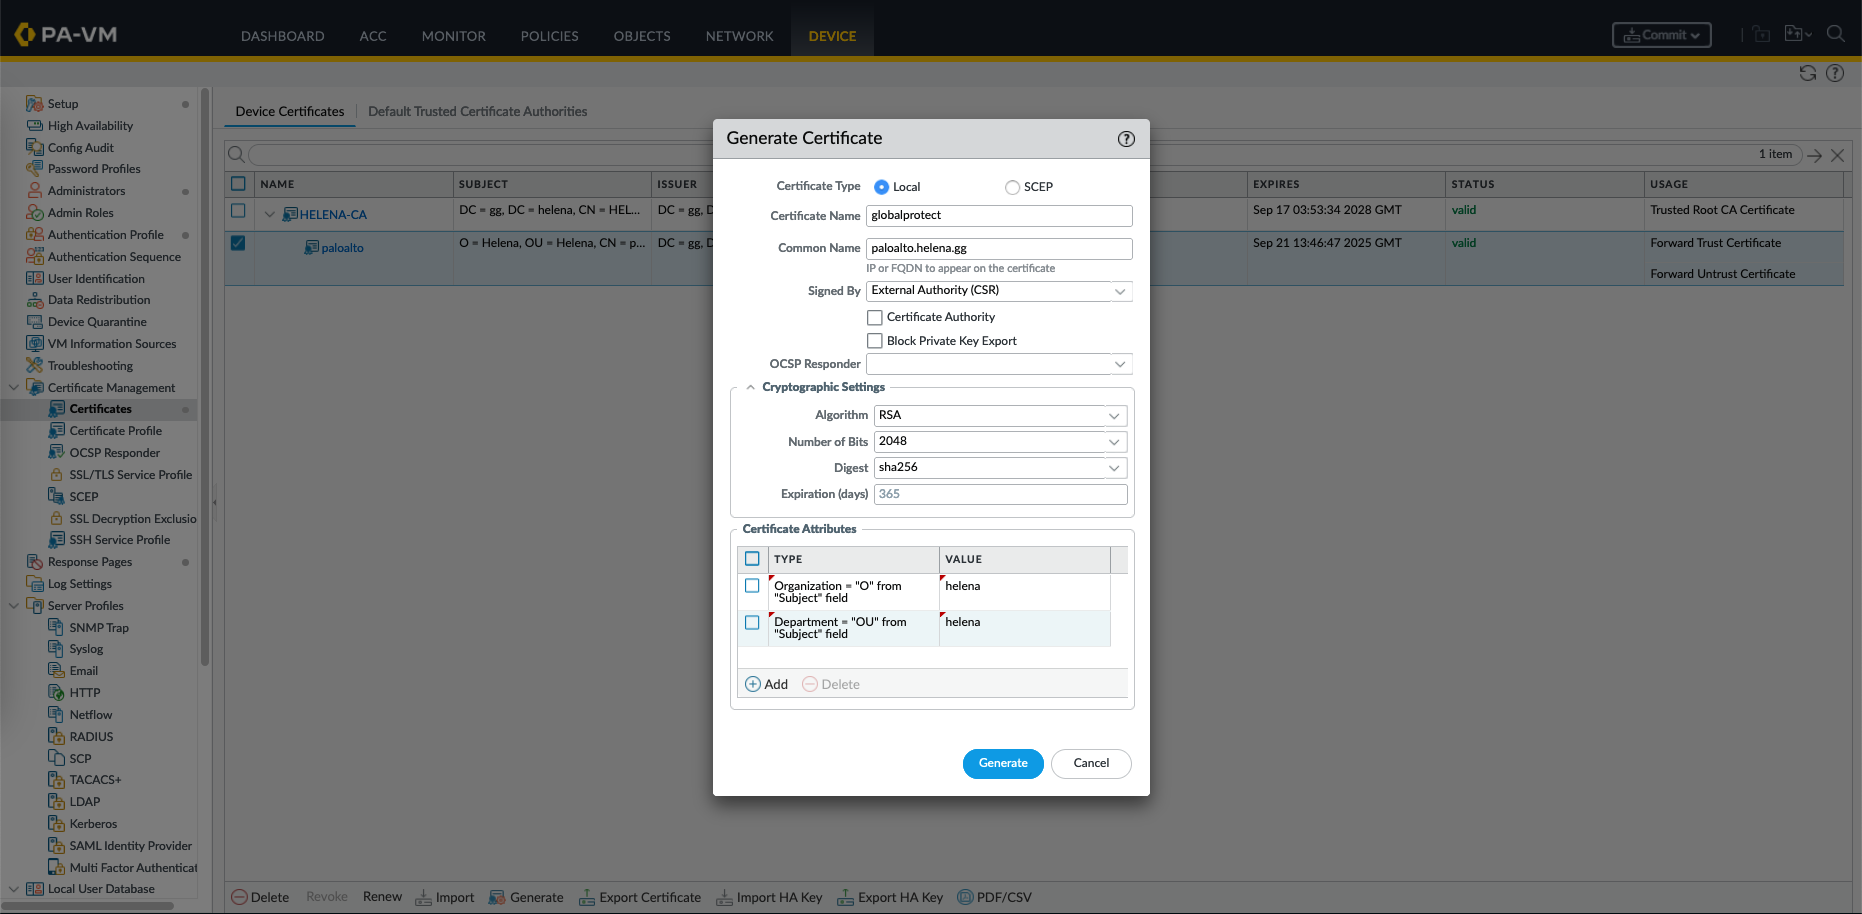 PA-VM
DASHBOARD ACC MONITOR POLICIES OBJECTS NETWORK DEVICE
Commit
Setup
High Availability
Config Audit
Password Profiles
Administrators
Admin Roles
Authentication Profile
Authentication Sequence
User Identification
Data Redistribution
Device Quarantine
VM Information Sources
Troubleshooting
Certificate Management
Certificates
Certificate Profile
OCSP Responder
SSL/TLS Service Profile
SCEP
SSL Decryption Exclusio
SSH Service Profile
Response Pages
Log Settings
Server Profiles
SNMP Trap
Syslog
Email
HTTP
Netflow
RADIUS
SCP
TACACS+
LDAP
Kerberos
SAML Identity Provider
Multi Factor Authenticat
Local User Database
Device Certificates Default Trusted Certificate Authorities
1 item
NAME SUBJECT ISSUER EXPIRES STATUS USAGE
HELENA-CA DC = gg, DC = helena, CN = HEL... DC = gg, D Sep 17 03:53:34 2028 GMT valid Trusted Root CA Certificate
paloalto O = Helena, OU = Helena, CN = p... DC = gg, D Sep 21 13:46:47 2025 GMT valid Forward Trust Certificate
Forward Untrust Certificate
Generate Certificate
Certificate Type Local SCEP
Certificate Name globalprotect
Common Name paloalto.helena.gg
IP or FQDN to appear on the certificate
Signed By External Authority (CSR)
Certificate Authority
Block Private Key Export
OCSP Responder
Cryptographic Settings
Algorithm RSA
Number of Bits 2048
Digest sha256
Expiration (days) 365
Certificate Attributes
TYPE VALUE
Organization = "O" from helena
"Subject" field
Department = "OU" from helena
"Subject" field
Add Delete
Generate Cancel
Delete Revoke Renew Import Generate Export Certificate Import HA Key Export HA Key PDF/CSV